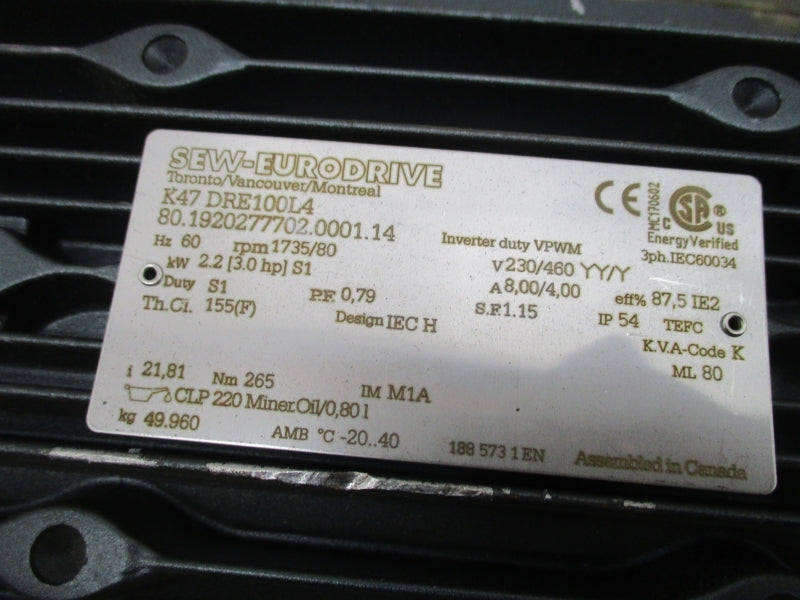 SEW-EURODRIVE
Toronto/Vancouver/Montreal
K47 DRE100L4
80.1920277702.0001.14
Hz 60 rpm 1735/80 Inverter duty VPWM
kW 2.2 [3.0 hp] S1 V 230/460 YY/Y
Duty S1 P.F. 0,79 A 8,00/4,00 eff% 87,5 IE2
Th.Cl. 155(F) Design IEC H S.F.1.15 IP 54 TEFC
K.V.A-Code K
ML 80
i 21,81 Nm 265 IM M1A
CLP 220 Miner.Oil/0,80 l
kg 49.960 AMB °C -20..40 188 573 1 EN Assembled in Canada
CE
MC170602
CSA ®
US
Energy Verified
3ph.IEC60034